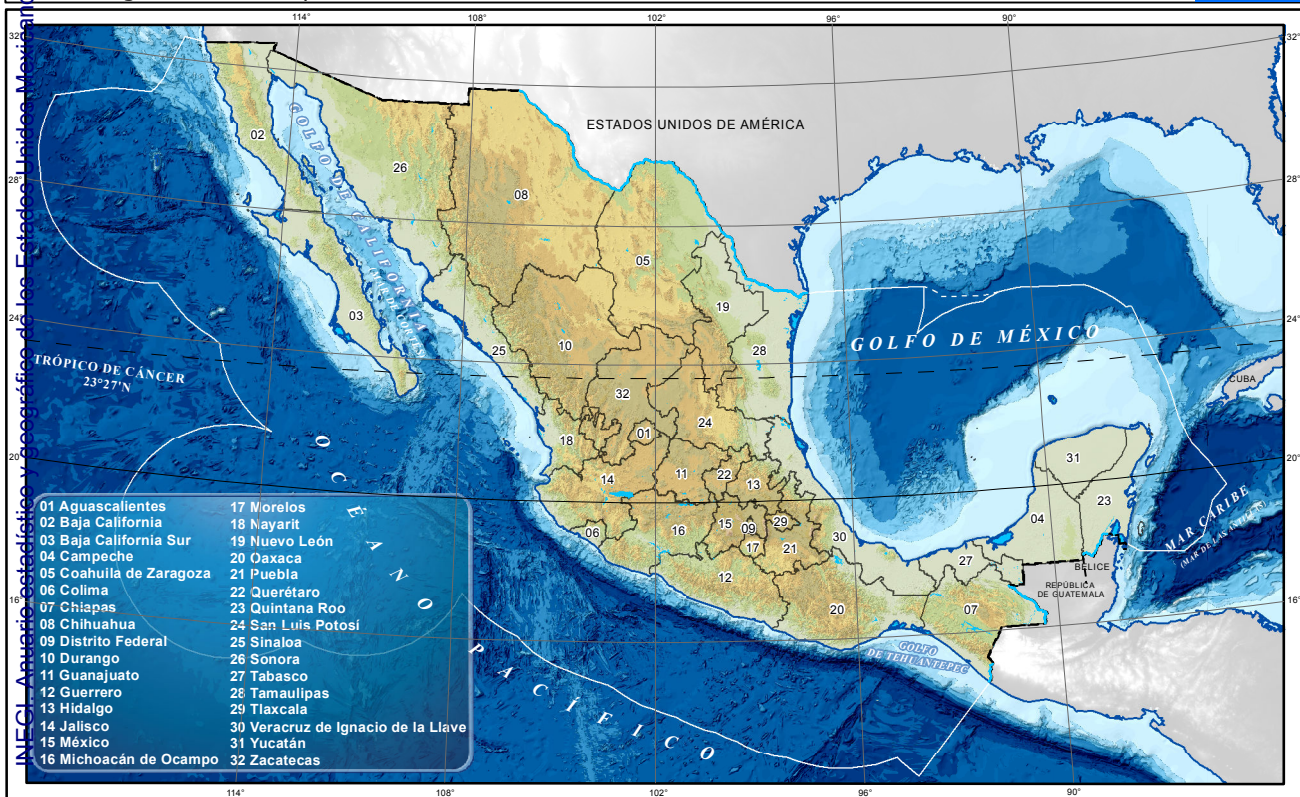 114°
108°
102°
96°
90°
32°
32°
ESTADOS UNIDOS DE AMÉRICA
02
26
08
GOLFO DE CALIFORNIA
28°
28°
05
19
03
24°
24°
25
10
28
GOLFO DE MÉXICO
TRÓPICO DE CÁNCER
23°27'N
CUBA
32
24
18
01
20°
20°
31
14
11
22
13
23
04
MAR CARIBE
(MAR DE LAS ANTILLAS)
06
16
15
09
29
30
17
21
27
12
BELICE
REPÚBLICA
DE GUATEMALA
16°
16°
20
07
GOLFO
DE TEHUANTEPEC
OCÉANO PACÍFICO
01 Aguascalientes
02 Baja California
03 Baja California Sur
04 Campeche
05 Coahuila de Zaragoza
06 Colima
07 Chiapas
08 Chihuahua
09 Distrito Federal
10 Durango
11 Guanajuato
12 Guerrero
13 Hidalgo
14 Jalisco
15 México
16 Michoacán de Ocampo
17 Morelos
18 Nayarit
19 Nuevo León
20 Oaxaca
21 Puebla
22 Querétaro
23 Quintana Roo
24 San Luis Potosí
25 Sinaloa
26 Sonora
27 Tabasco
28 Tamaulipas
29 Tlaxcala
30 Veracruz de Ignacio de la Llave
31 Yucatán
32 Zacatecas
114°
108°
102°
96°
90°
INEGI. Anuario estadístico y geográfico de los Estados Unidos